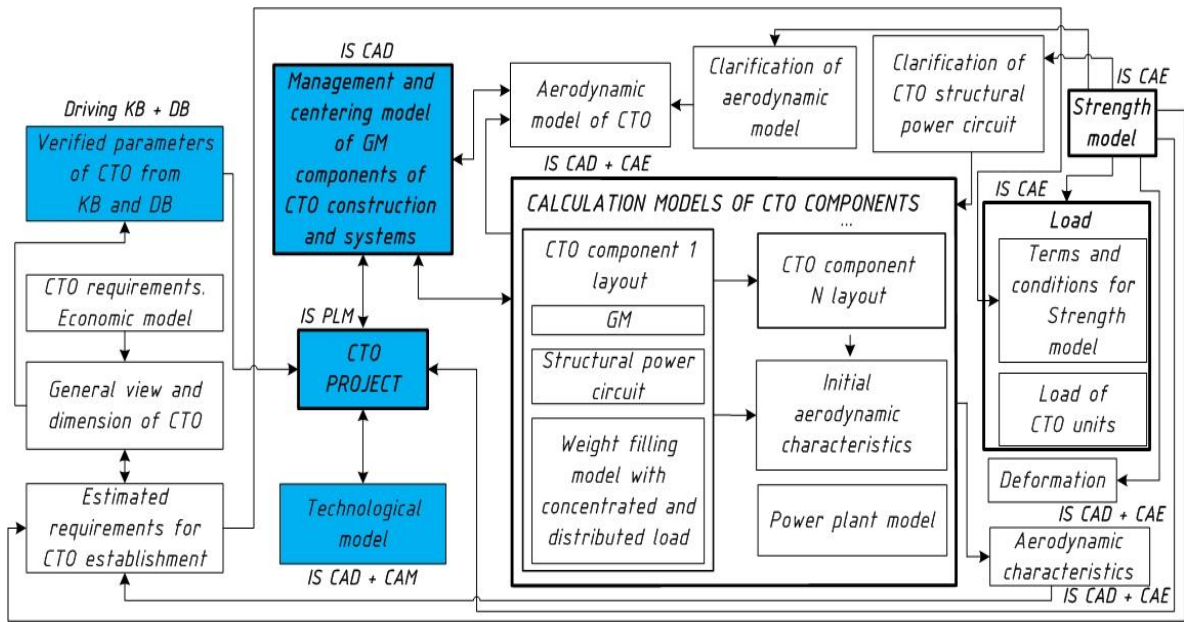 IS CAD
Management and
centering model
of GM
components of
CTO construction
and systems
Driving KB + DB
Verified parameters
of CTO from
KB and DB
CTO requirements.
Economic model
General view and
dimension of CTO
Estimated
requirements for
CTO establishment
IS PLM
CTO
PROJECT
Technological
model
IS CAD + CAM
Aerodynamic
model of CTO
Clarification of
aerodynamic
model
Clarification of
CTO structural
power circuit
IS CAE
Strength
model
IS CAD + CAE
CALCULATION MODELS OF CTO COMPONENTS
...
CTO component 1
layout
GM
Structural power
circuit
Weight filling
model with
concentrated and
distributed load
CTO component
N layout
Initial
aerodynamic
characteristics
Power plant model
IS CAE
Load
Terms and
conditions for
Strength
model
Load of
CTO units
Deformation
IS CAD + CAE
Aerodynamic
characteristics
IS CAD + CAE